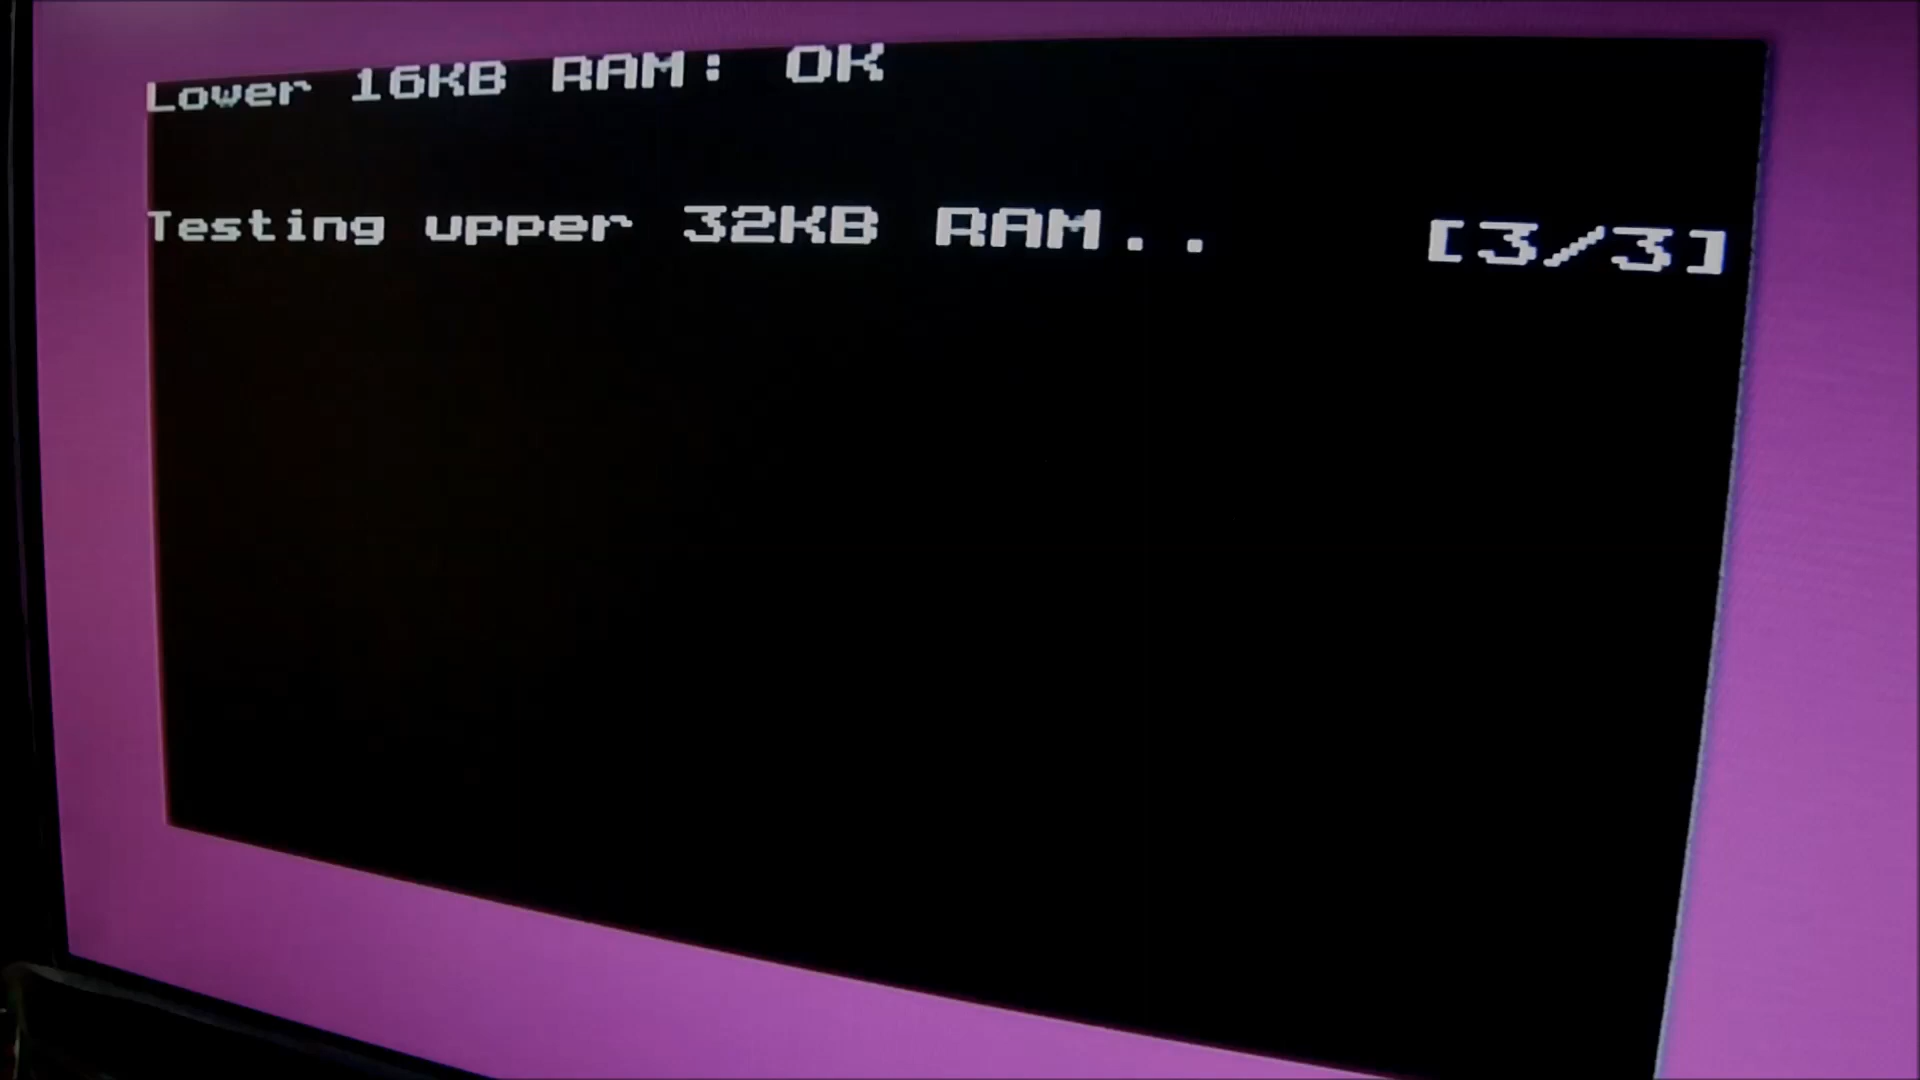 Lower 16KB RAM: OK
Testing upper 32KB RAM.. [3/3]